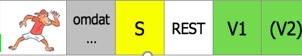 omdat S REST V1 (V2)
...